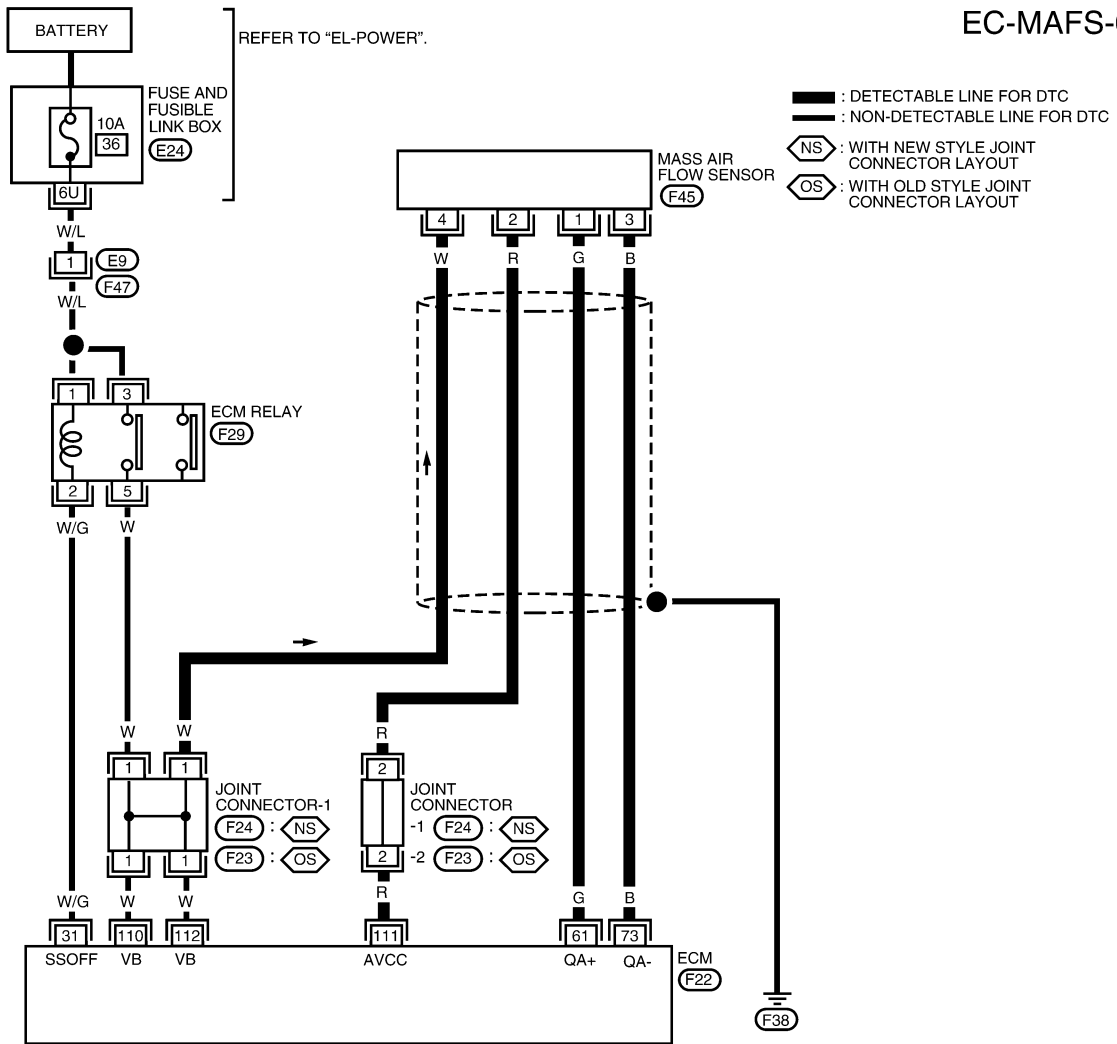 EC-MAFS-
BATTERY
REFER TO “EL-POWER”.
FUSE AND
FUSIBLE
LINK BOX
E24
10A
36
6U
: DETECTABLE LINE FOR DTC
: NON-DETECTABLE LINE FOR DTC
NS : WITH NEW STYLE JOINT
CONNECTOR LAYOUT
OS : WITH OLD STYLE JOINT
CONNECTOR LAYOUT
MASS AIR
FLOW SENSOR
F45
4 2 1 3
W R G B
W/L
1 E9
F47
W/L
1 3
ECM RELAY
F29
2 5
W/G W
W W R
1 1 2
JOINT
CONNECTOR-1
F24 : NS
F23 : OS
JOINT
CONNECTOR
-1 F24 : NS
-2 F23 : OS
1 1 2
W/G W W R G B
31 110 112 111 61 73
SSOFF VB VB AVCC QA+ QA-
ECM
F22
F38